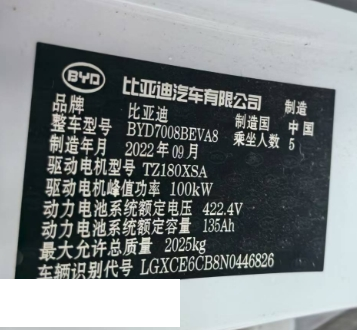 BYD 比亚迪汽车有限公司 制造
品牌 比亚迪 制造国 中国
整车型号 BYD7008BEVA8 乘坐人数 5
制造年月 2022年09月
驱动电机型号 TZ180XSA
驱动电机峰值功率 100kW
动力电池系统额定电压 422.4V
动力电池系统额定容量 135Ah
最大允许总质量 2025kg
车辆识别代号 LGXCE6CB8N0446826